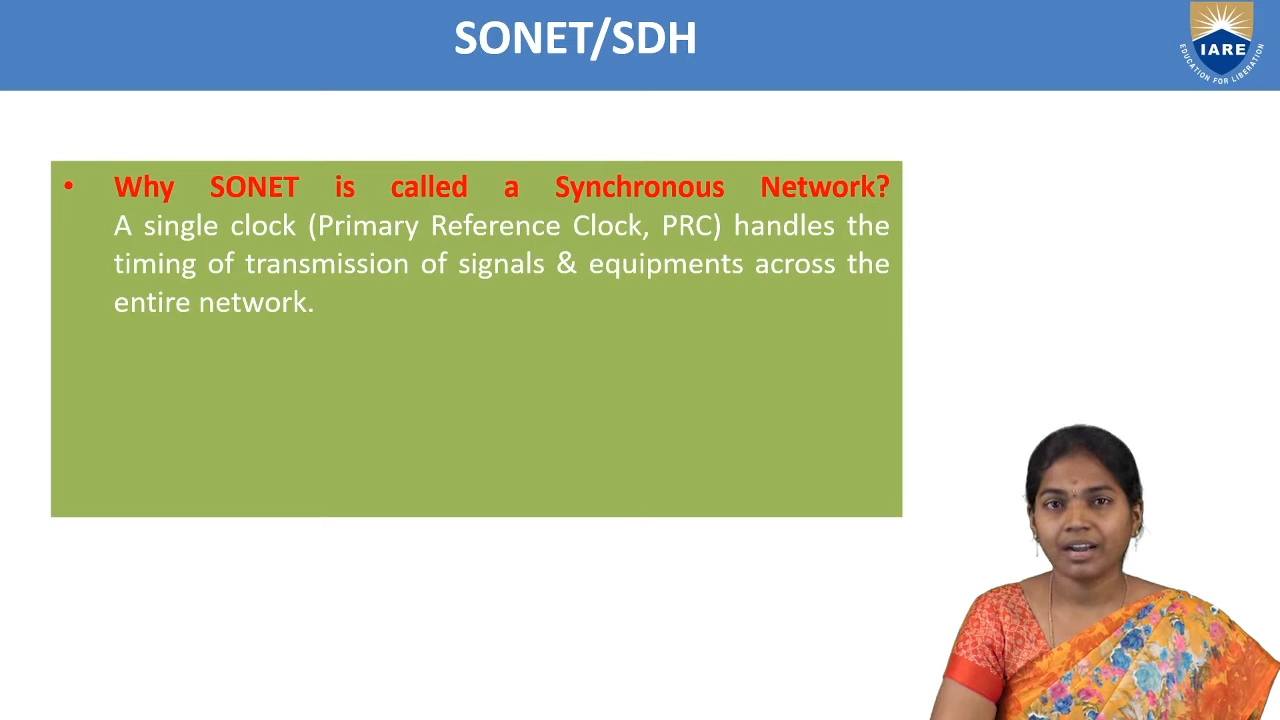 SONET/SDH
IARE
EDUCATION FOR LIBERATION
• Why SONET is called a Synchronous Network?
A single clock (Primary Reference Clock, PRC) handles the
timing of transmission of signals & equipments across the
entire network.